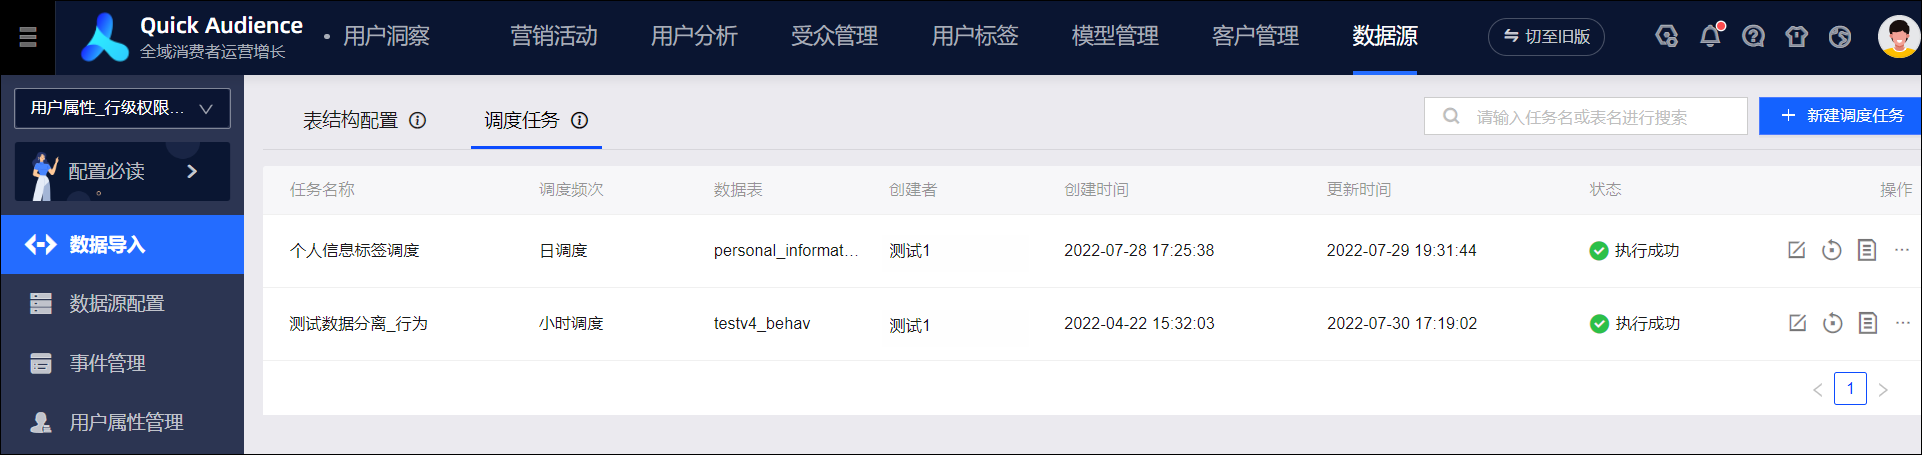 Quick Audience
全域消费者运营增长
• 用户洞察 营销活动 用户分析 受众管理 用户标签 模型管理 客户管理 数据源 切至旧版
用户属性_行级权限...
配置必读
数据导入
数据源配置
事件管理
用户属性管理
表结构配置 调度任务 请输入任务名或表名进行搜索 + 新建调度任务
任务名称 调度频次 数据表 创建者 创建时间 更新时间 状态 操作
个人信息标签调度 日调度 personal_informat... 测试1 2022-07-28 17:25:38 2022-07-29 19:31:44 执行成功 ...
测试数据分离_行为 小时调度 testv4_behav 测试1 2022-04-22 15:32:03 2022-07-30 17:19:02 执行成功 ...
< 1 >